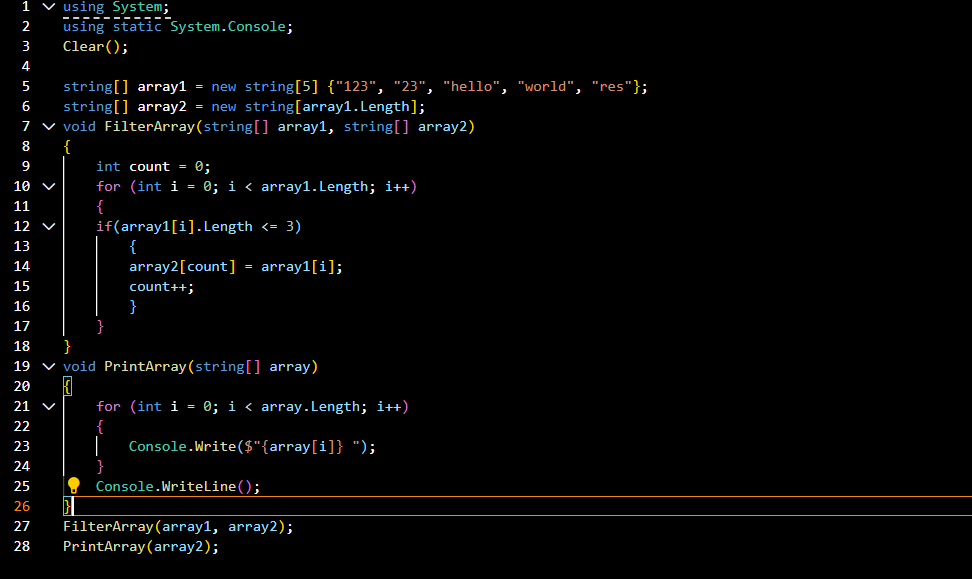 1 using System;
2 using static System.Console;
3 Clear();
4
5 string[] array1 = new string[5] {"123", "23", "hello", "world", "res"};
6 string[] array2 = new string[array1.Length];
7 void FilterArray(string[] array1, string[] array2)
8 {
9     int count = 0;
10     for (int i = 0; i < array1.Length; i++)
11     {
12     if(array1[i].Length <= 3)
13         {
14         array2[count] = array1[i];
15         count++;
16         }
17     }
18 }
19 void PrintArray(string[] array)
20 {
21     for (int i = 0; i < array.Length; i++)
22     {
23         Console.Write($"{array[i]} ");
24     }
25     Console.WriteLine();
26 }
27 FilterArray(array1, array2);
28 PrintArray(array2);